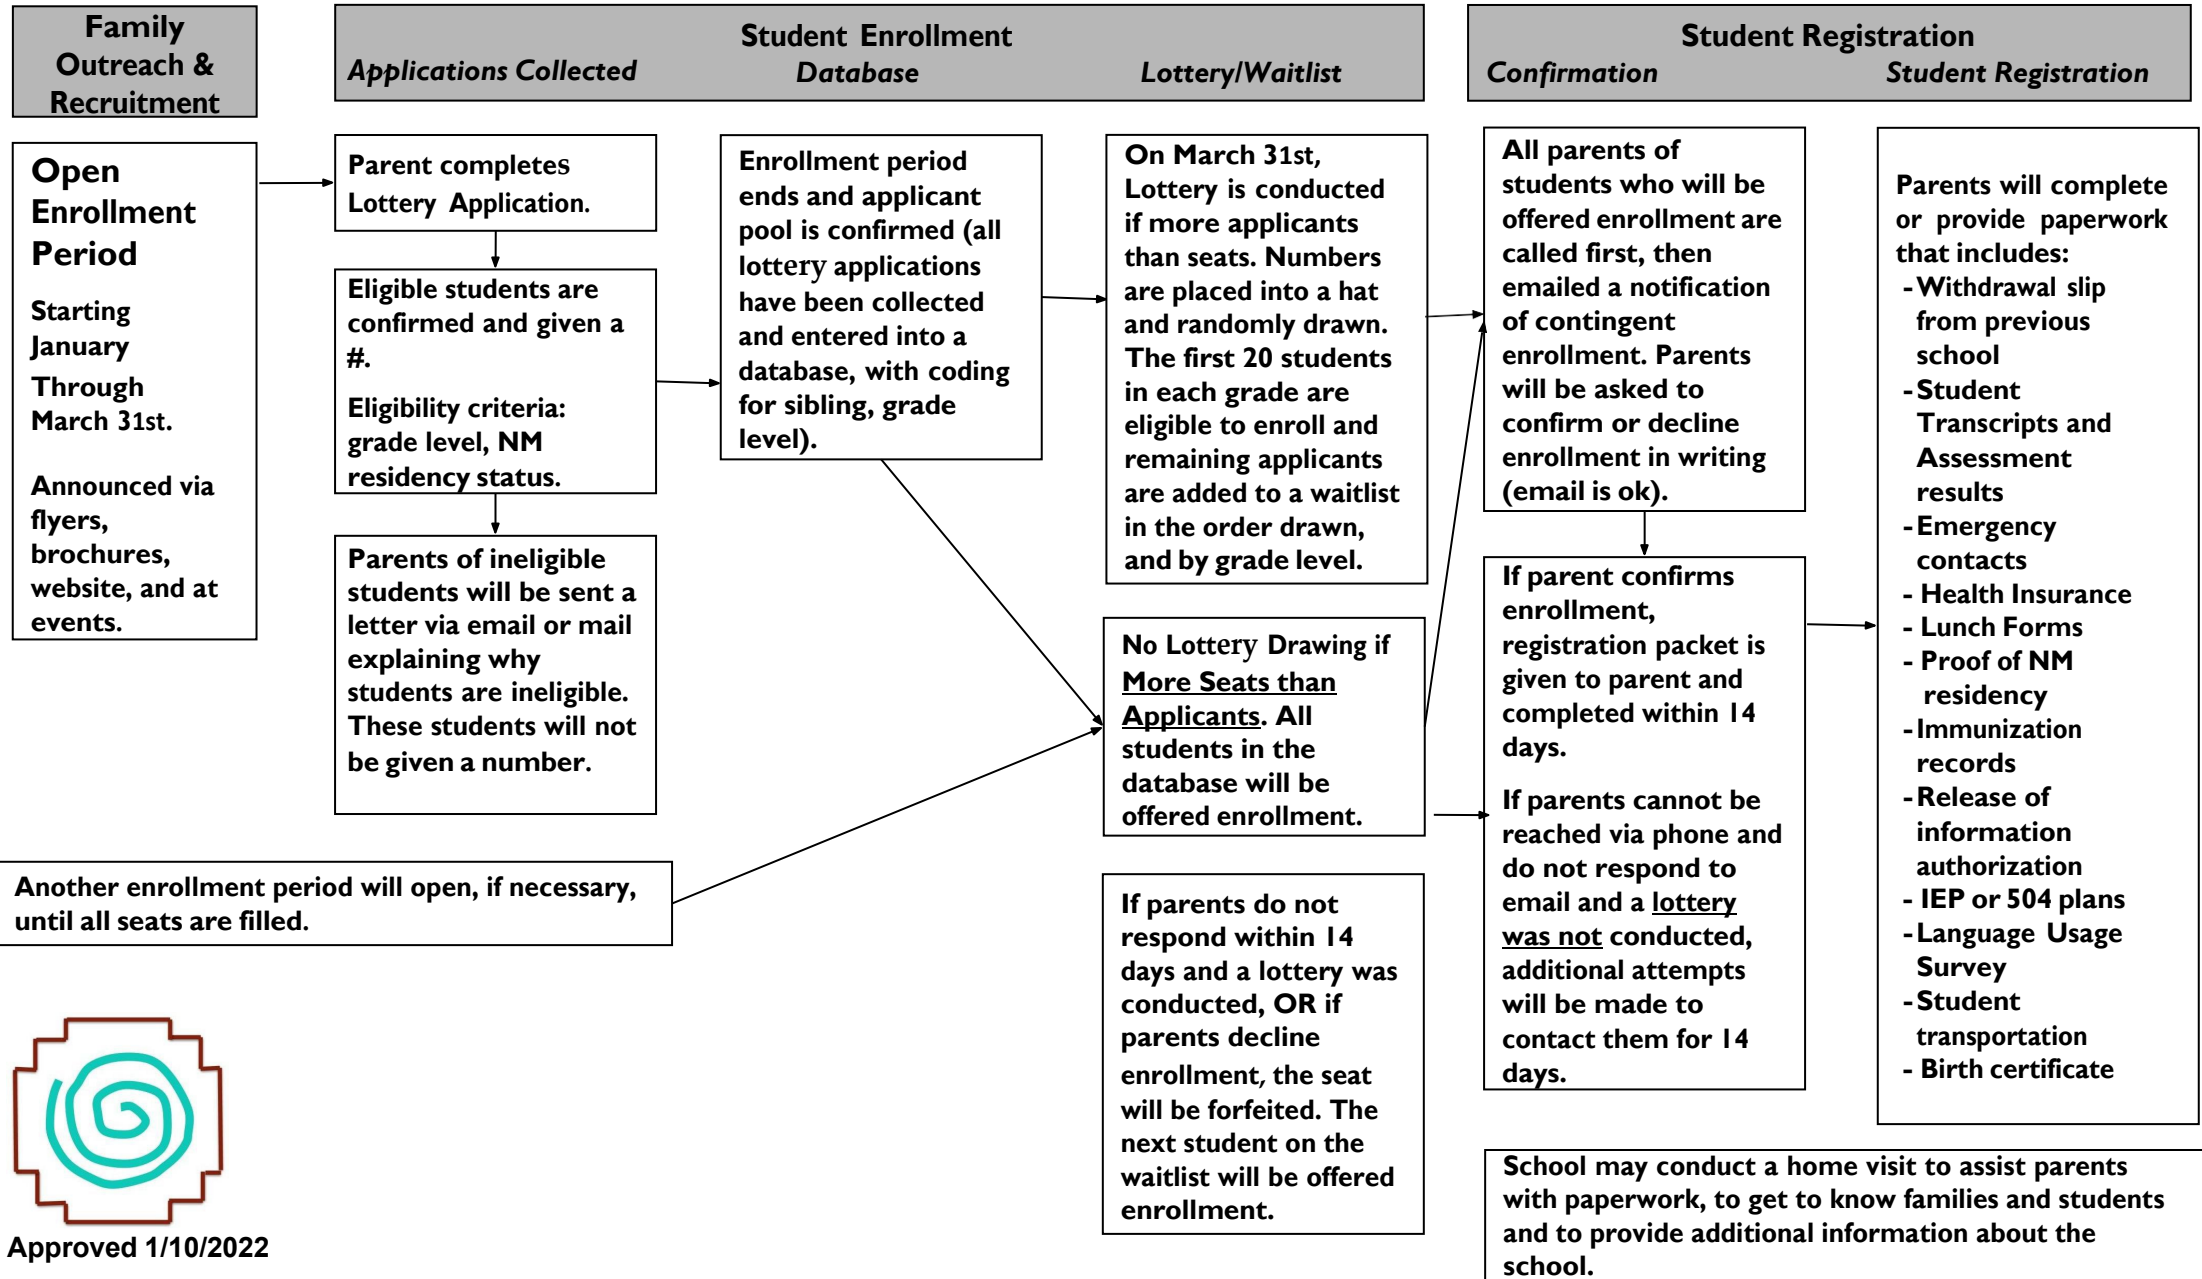 Family
Outreach &
Recruitment
Student Enrollment
Applications Collected
Database
Lottery/Waitlist
Student Registration
Confirmation
Student Registration
Open
Enrollment
Period
Starting
January
Through
March 31st.
Announced via
flyers,
brochures,
website, and at
events.
Parent completes
Lottery Application.
Eligible students are
confirmed and given a
#.
Eligibility criteria:
grade level, NM
residency status.
Parents of ineligible
students will be sent a
letter via email or mail
explaining why
students are ineligible.
These students will not
be given a number.
Another enrollment period will open, if necessary,
until all seats are filled.
Enrollment period
ends and applicant
pool is confirmed (all
lottery applications
have been collected
and entered into a
database, with coding
for sibling, grade
level).
On March 31st,
Lottery is conducted
if more applicants
than seats. Numbers
are placed into a hat
and randomly drawn.
The first 20 students
in each grade are
eligible to enroll and
remaining applicants
are added to a waitlist
in the order drawn,
and by grade level.
No Lottery Drawing if
More Seats than
Applicants. All
students in the
database will be
offered enrollment.
If parents do not
respond within 14
days and a lottery was
conducted, OR if
parents decline
enrollment, the seat
will be forfeited. The
next student on the
waitlist will be offered
enrollment.
All parents of
students who will be
offered enrollment are
called first, then
emailed a notification
of contingent
enrollment. Parents
will be asked to
confirm or decline
enrollment in writing
(email is ok).
If parent confirms
enrollment,
registration packet is
given to parent and
completed within 14
days.
If parents cannot be
reached via phone and
do not respond to
email and a lottery
was not conducted,
additional attempts
will be made to
contact them for 14
days.
Parents will complete
or provide paperwork
that includes:
- Withdrawal slip
from previous
school
- Student
Transcripts and
Assessment
results
- Emergency
contacts
- Health Insurance
- Lunch Forms
- Proof of NM
residency
- Immunization
records
- Release of
information
authorization
- IEP or 504 plans
- Language Usage
Survey
- Student
transportation
- Birth certificate
School may conduct a home visit to assist parents
with paperwork, to get to know families and students
and to provide additional information about the
school.
Approved 1/10/2022